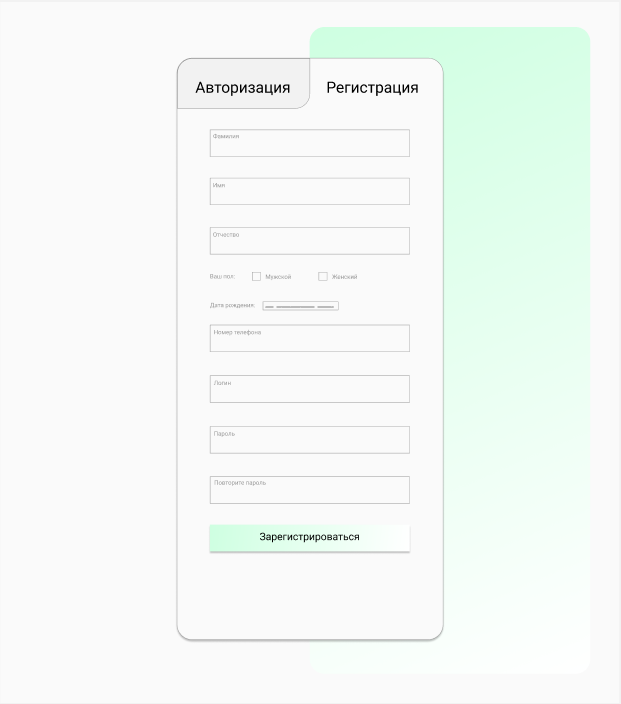 Авторизация Регистрация
Фамилия
Имя
Отчество
Ваш пол: Мужской Женский
Дата рождения:
Номер телефона
Логин
Пароль
Повторите пароль
Зарегистрироваться